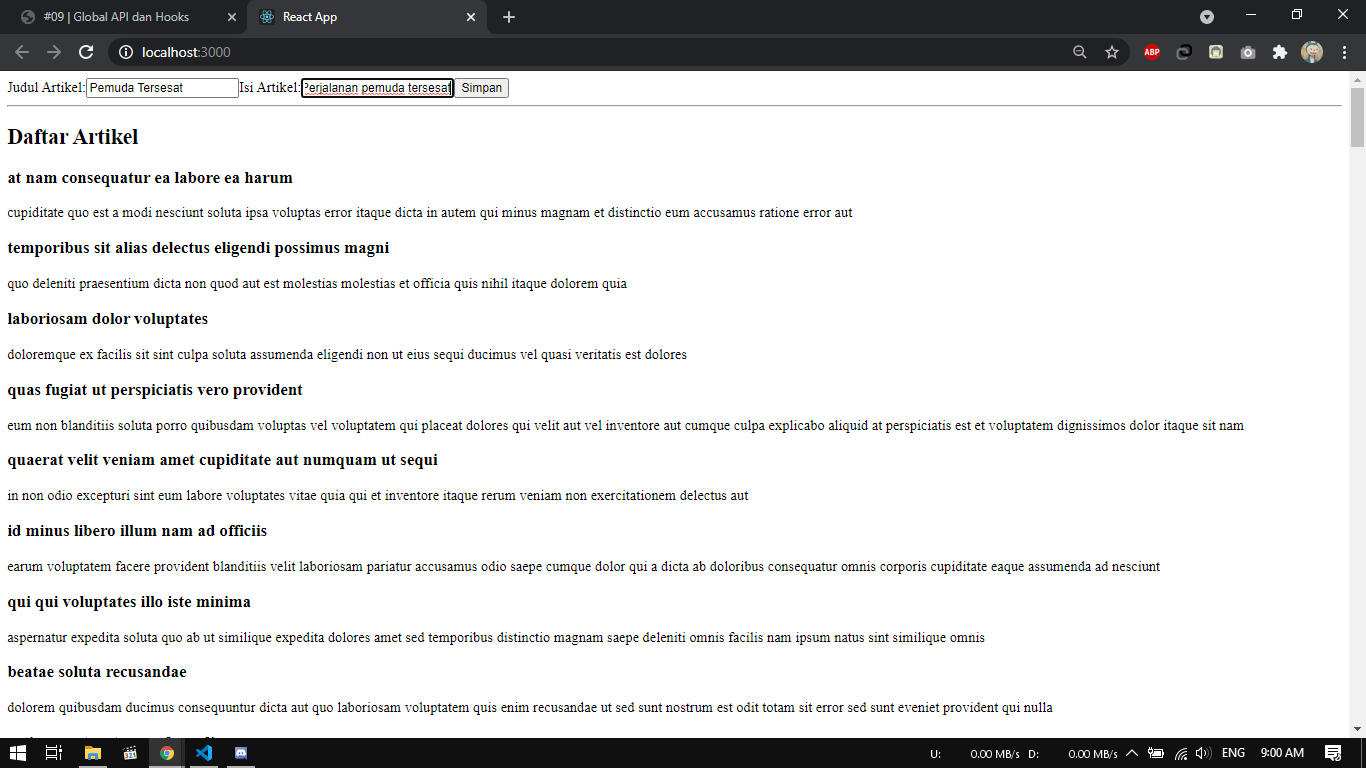 #09 | Global API dan Hooks
React App
localhost:3000
ABP
Judul Artikel: Pemuda Tersesat Isi Artikel: Perjalanan pemuda tersesat Simpan
Daftar Artikel
at nam consequatur ea labore ea harum
cupiditate quo est a modi nesciunt soluta ipsa voluptas error itaque dicta in autem qui minus magnam et distinctio eum accusamus ratione error aut
temporibus sit alias delectus eligendi possimus magni
quo deleniti praesentium dicta non quod aut est molestias molestias et officia quis nihil itaque dolorem quia
laboriosam dolor voluptates
doloremque ex facilis sit sint culpa soluta assumenda eligendi non ut eius sequi ducimus vel quasi veritatis est dolores
quas fugiat ut perspiciatis vero provident
eum non blanditiis soluta porro quibusdam voluptas vel voluptatem qui placeat dolores qui velit aut vel inventore aut cumque culpa explicabo aliquid at perspiciatis est et voluptatem dignissimos dolor itaque sit nam
quaerat velit veniam amet cupiditate aut numquam ut sequi
in non odio excepturi sint eum labore voluptates vitae quia qui et inventore itaque rerum veniam non exercitationem delectus aut
id minus libero illum nam ad officiis
earum voluptatem facere provident blanditiis velit laboriosam pariatur accusamus odio saepe cumque dolor qui a dicta ab doloribus consequatur omnis corporis cupiditate eaque assumenda ad nesciunt
qui qui voluptates illo iste minima
aspernatur expedita soluta quo ab ut similique expedita dolores amet sed temporibus distinctio magnam saepe deleniti omnis facilis nam ipsum natus sint similique omnis
beatae soluta recusandae
dolorem quibusdam ducimus consequuntur dicta aut quo laboriosam voluptatem quis enim recusandae ut sed sunt nostrum est odit totam sit error sed sunt eveniet provident qui nulla
U: 0.00 MB/s D: 0.00 MB/s ENG 9:00 AM